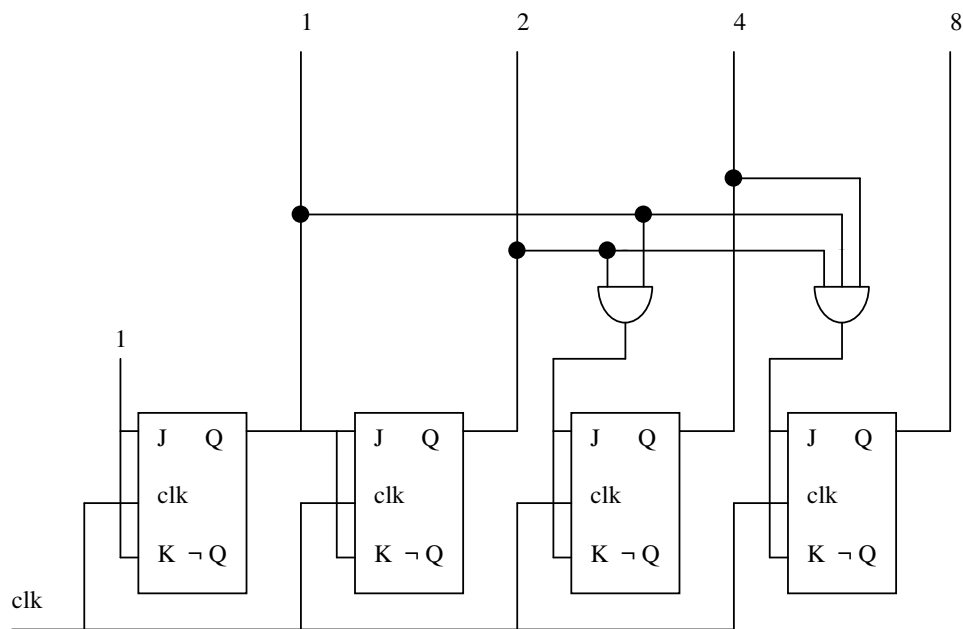 1 2 4 8
1
J Q J Q J Q J Q
clk clk clk clk
K ¬ Q K ¬ Q K ¬ Q K ¬ Q
clk